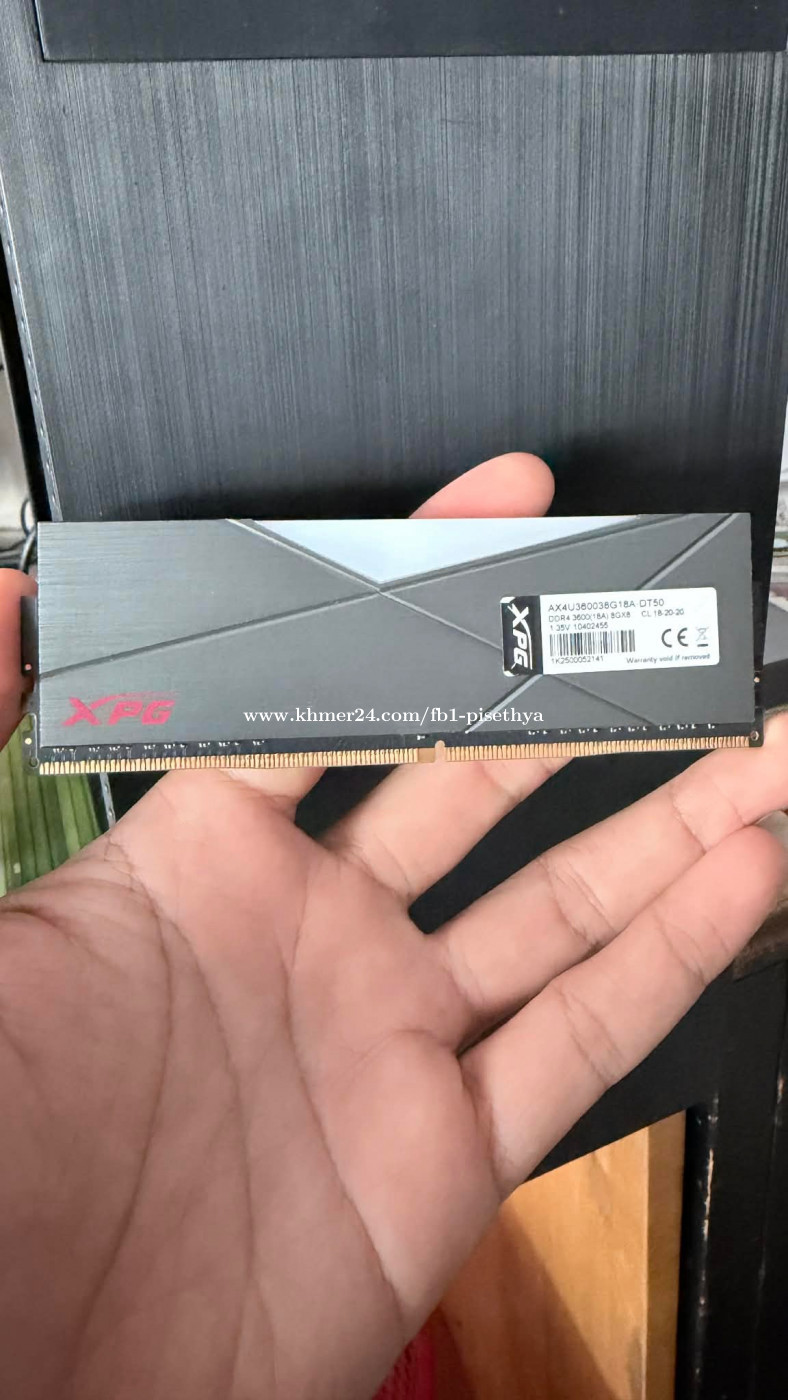 XPG
AX4U360038G18A-DT50
DDR4 3600(18A) 8GX8 CL 18-20-20
1.35V 10402455
1K2500052141
Warranty void if removed
CE
XPG
www.khmer24.com/fb1-pisethya